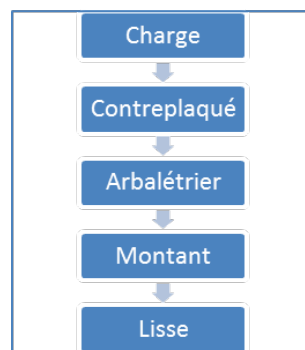 Charge
Contreplaqué
Arbalétrier
Montant
Lisse